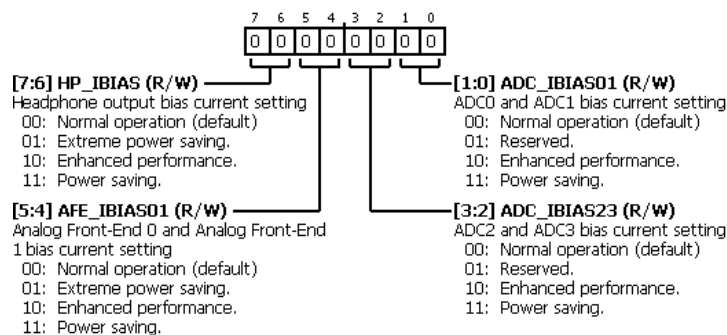 7 6 5 4 3 2 1 0
0 0 0 0 0 0 0 0
[7:6] HP_IBIAS (R/W)
Headphone output bias current setting
00: Normal operation (default)
01: Extreme power saving.
10: Enhanced performance.
11: Power saving.
[5:4] AFE_IBIAS01 (R/W)
Analog Front-End 0 and Analog Front-End
1 bias current setting
00: Normal operation (default)
01: Extreme power saving.
10: Enhanced performance.
11: Power saving.
[1:0] ADC_IBIAS01 (R/W)
ADC0 and ADC1 bias current setting
00: Normal operation (default)
01: Reserved.
10: Enhanced performance.
11: Power saving.
[3:2] ADC_IBIAS23 (R/W)
ADC2 and ADC3 bias current setting
00: Normal operation (default)
01: Reserved.
10: Enhanced performance.
11: Power saving.